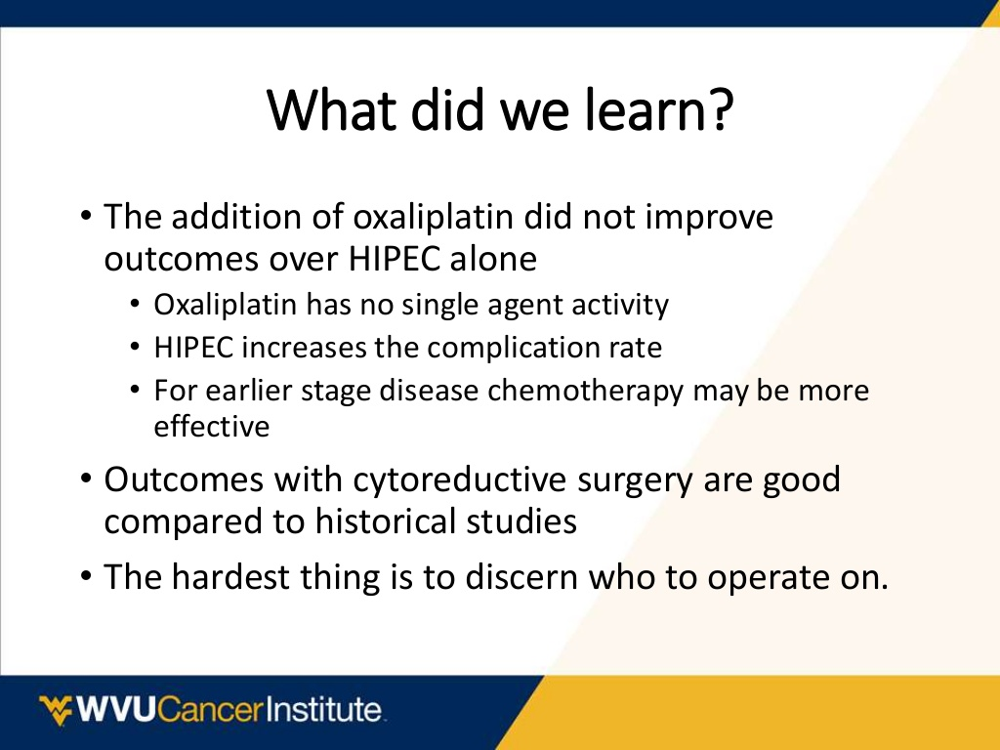 What did we learn?
• The addition of oxaliplatin did not improve
outcomes over HIPEC alone
• Oxaliplatin has no single agent activity
• HIPEC increases the complication rate
• For earlier stage disease chemotherapy may be more
effective
• Outcomes with cytoreductive surgery are good
compared to historical studies
• The hardest thing is to discern who to operate on.
WVUCancerInstitute